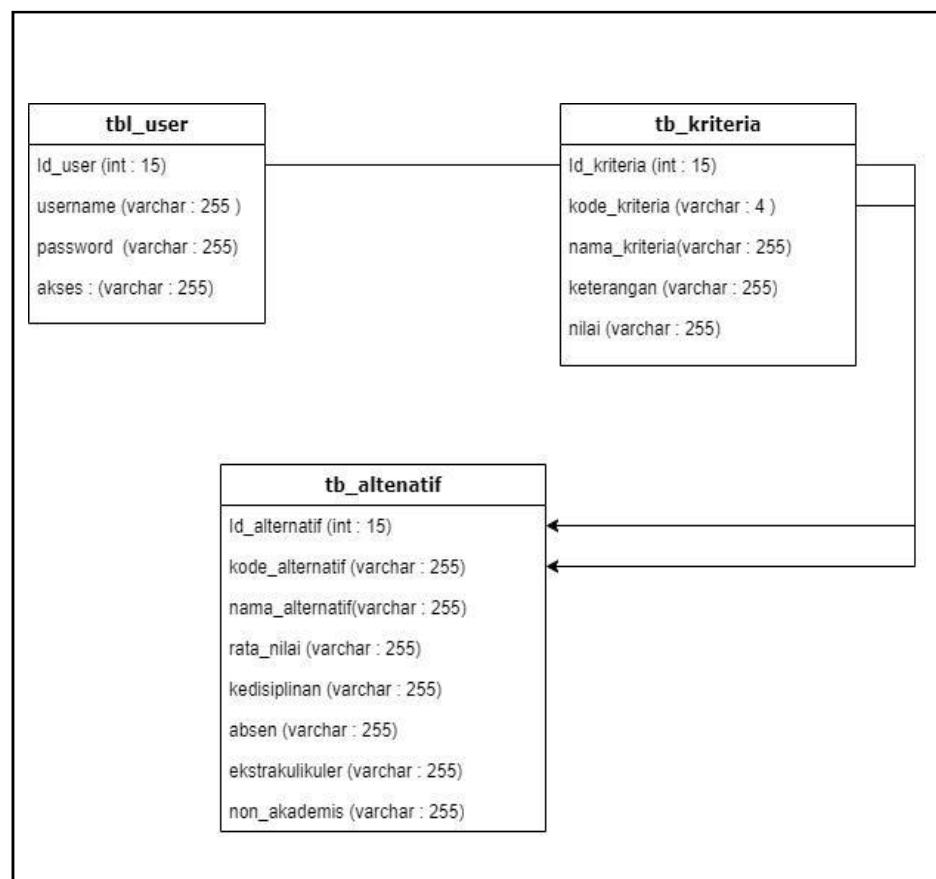 tbl_user
Id_user (int : 15)
username (varchar : 255 )
password  (varchar : 255)
akses : (varchar : 255)
tb_kriteria
Id_kriteria (int : 15)
kode_kriteria (varchar : 4 )
nama_kriteria(varchar : 255)
keterangan (varchar : 255)
nilai (varchar : 255)
tb_altenatif
Id_alternatif (int : 15)
kode_alternatif (varchar : 255)
nama_alternatif(varchar : 255)
rata_nilai (varchar : 255)
kedisiplinan (varchar : 255)
absen (varchar : 255)
ekstrakulikuler (varchar : 255)
non_akademis (varchar : 255)